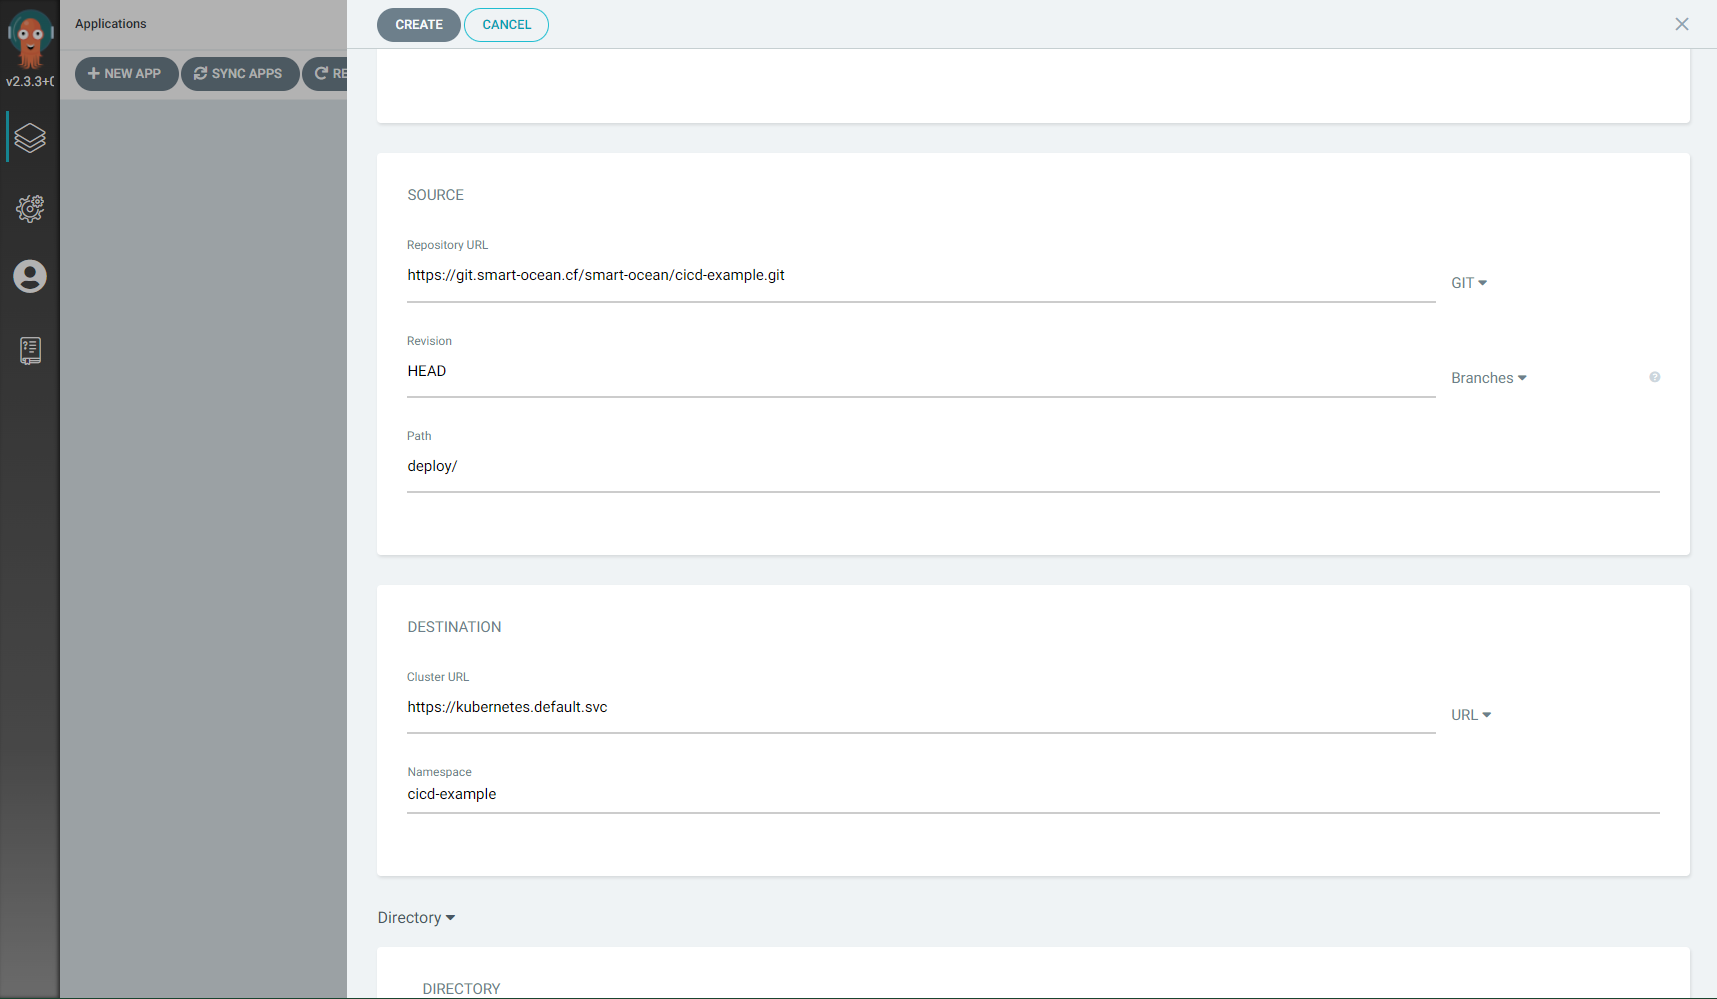 v2.3.3+0
Applications
NEW APP
SYNC APPS
RE
CREATE
CANCEL
SOURCE
Repository URL
https://git.smart-ocean.cf/smart-ocean/cicd-example.git
GIT
Revision
HEAD
Branches
Path
deploy/
DESTINATION
Cluster URL
https://kubernetes.default.svc
URL
Namespace
cicd-example
Directory
DIRECTORY